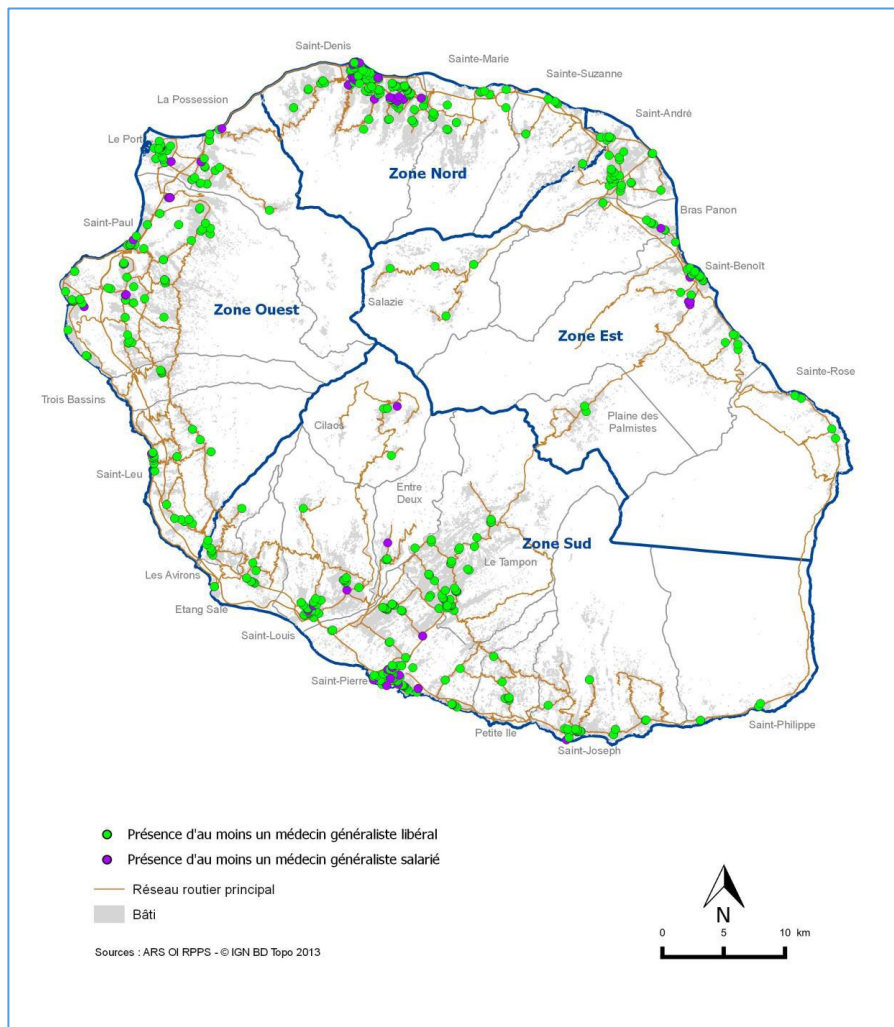 Saint-Denis
Sainte-Marie
Sainte-Suzanne
La Possession
Saint-André
Le Port
Zone Nord
Bras Panon
Saint-Paul
Saint-Benoît
Salazie
Zone Ouest
Zone Est
Sainte-Rose
Trois Bassins
Plaine des
Palmistes
Cilaos
Saint-Leu
Entre
Deux
Zone Sud
Le Tampon
Les Avirons
Etang Salé
Saint-Louis
Saint-Pierre
Petite Ile
Saint-Joseph
Saint-Philippe
Présence d'au moins un médecin généraliste libéral
Présence d'au moins un médecin généraliste salarié
Réseau routier principal
Bâti
N
0 5 10 km
Sources : ARS OI RPPS - © IGN BD Topo 2013